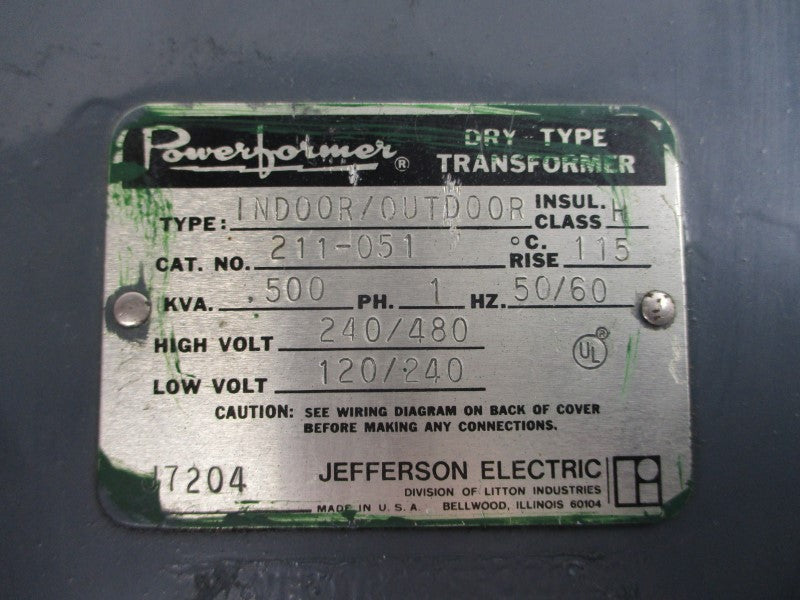 Powerformer ® DRY TYPE TRANSFORMER
TYPE: INDOOR/OUTDOOR INSUL. CLASS H
CAT. NO. 211-051 °C. RISE 115
KVA. .500 PH. 1 HZ. 50/60
HIGH VOLT 240/480
LOW VOLT 120/240
UL ®
CAUTION: SEE WIRING DIAGRAM ON BACK OF COVER
BEFORE MAKING ANY CONNECTIONS.
J7204
JEFFERSON ELECTRIC
DIVISION OF LITTON INDUSTRIES
MADE IN U.S.A. BELLWOOD, ILLINOIS 60104